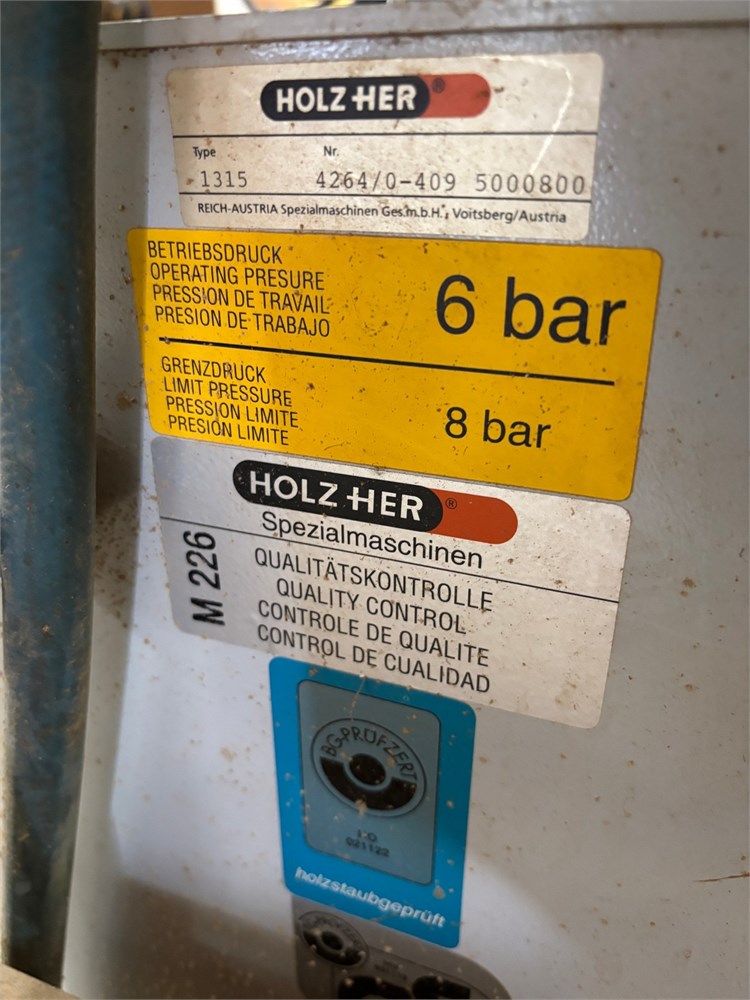 HOLZ-HER®
Type Nr.
1315 4264/0-409 5000800
REICH-AUSTRIA Spezialmaschinen Ges.m.b.H., Voitsberg/Austria
BETRIEBSDRUCK
OPERATING PRESURE
PRESSION DE TRAVAIL
PRESION DE TRABAJO
6 bar
GRENZDRUCK
LIMIT PRESSURE
PRESSION LIMITE
PRESIÓN LIMITE
8 bar
HOLZ-HER®
Spezialmaschinen
M 226
QUALITÄTSKONTROLLE
QUALITY CONTROL
CONTROLE DE QUALITE
CONTROL DE CUALIDAD
BG-PRÜFZERT
021122
holzstaubgeprüft